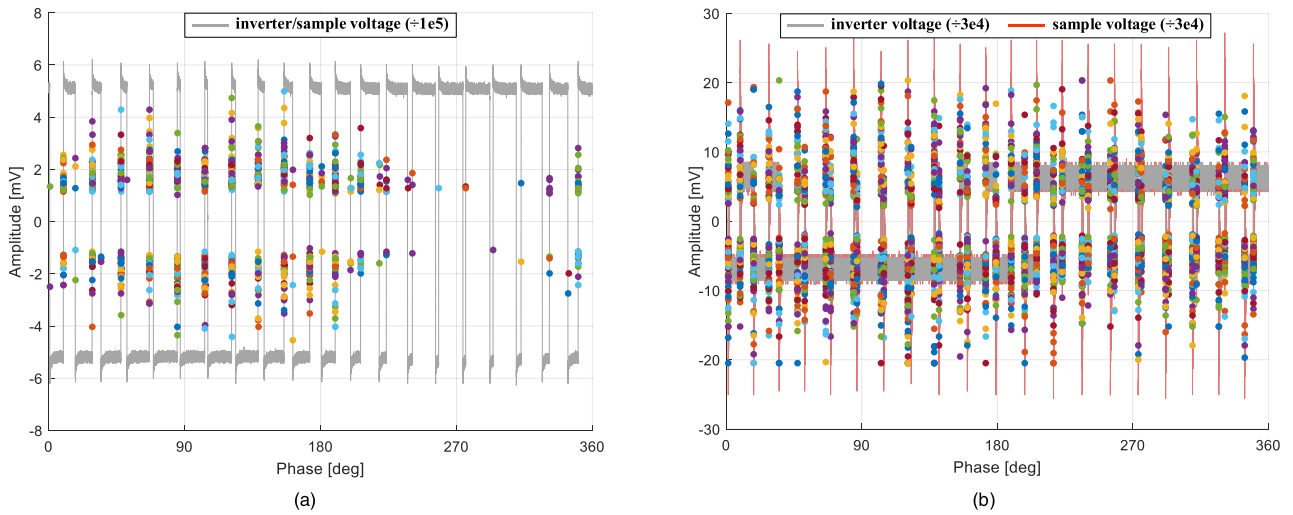 inverter/sample voltage (÷1e5)
8
6
4
2
0
-2
-4
-6
-8
Amplitude [mV]
0
90
180
270
360
Phase [deg]
(a)
inverter voltage (÷3e4)
sample voltage (÷3e4)
30
20
10
0
-10
-20
-30
Amplitude [mV]
0
90
180
270
360
Phase [deg]
(b)